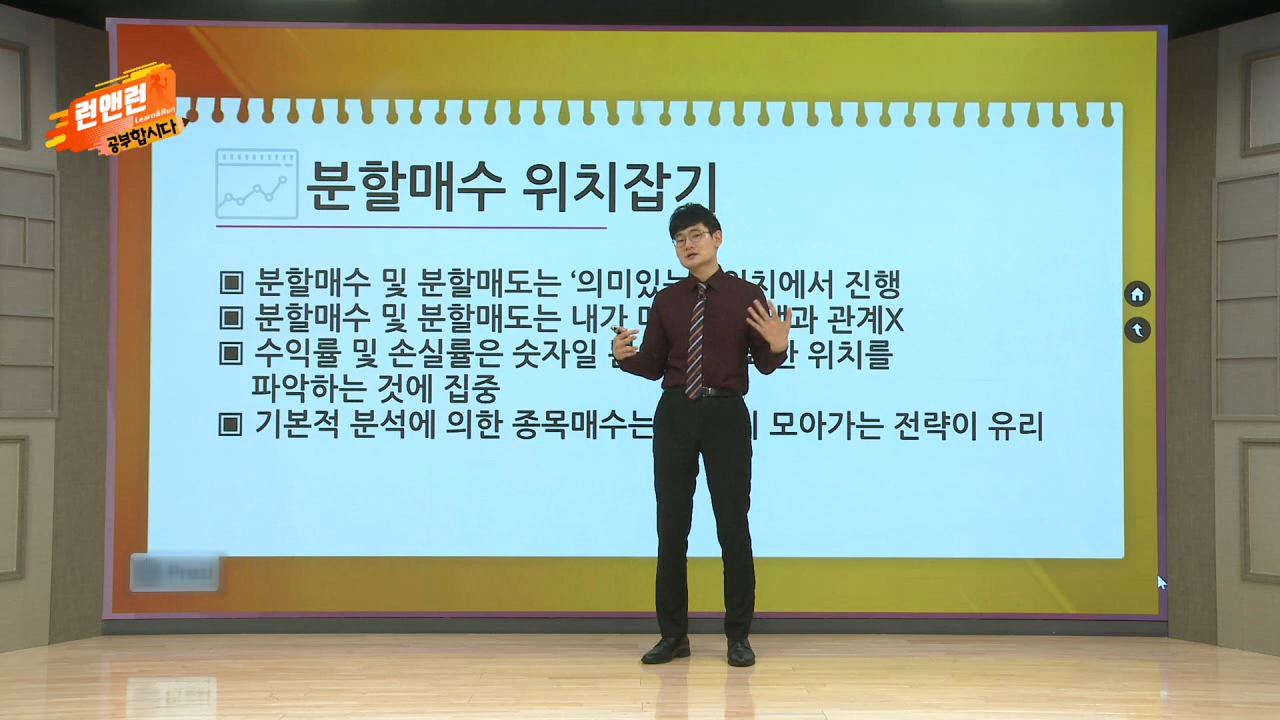 런앤런
Learn&Run
공부합시다
분할매수 위치잡기
▣ 분할매수 및 분할매도는 ‘의미있는 위치에서 진행
▣ 분할매수 및 분할매도는 내가 과 관계X
▣ 수익률 및 손실률은 숫자일 위치를
파악하는 것에 집중
▣ 기본적 분석에 의한 종목매수는 모아가는 전략이 유리
Prezi